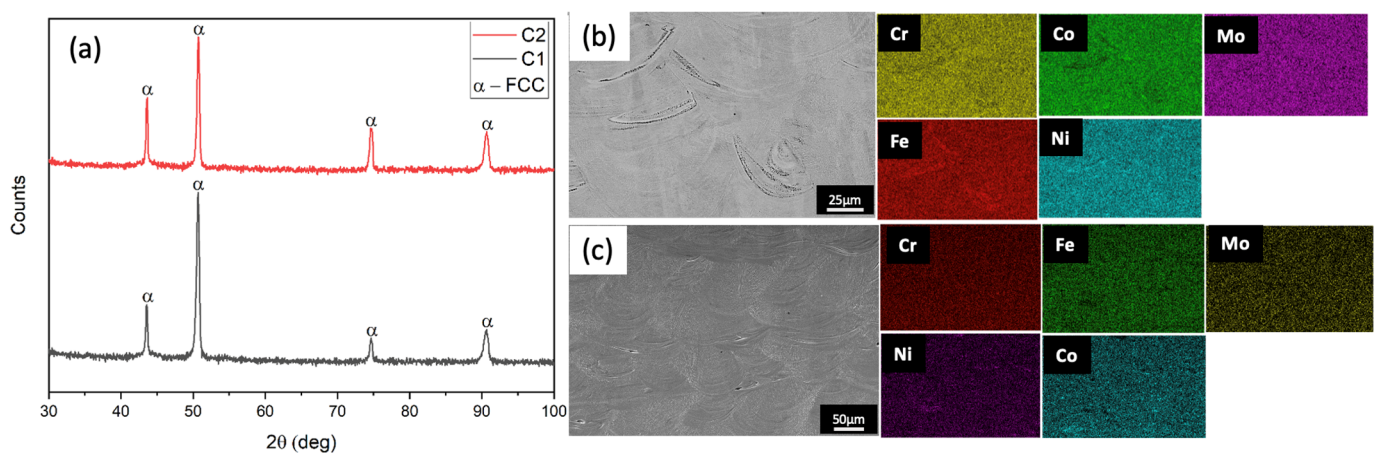 (a)
α
α
α
α
C2
C1
α – FCC
α
α
α
α
Counts
30 40 50 60 70 80 90 100
2θ (deg)
(b)
25μm
Cr Co Mo
Fe Ni
(c)
50μm
Cr Fe Mo
Ni Co